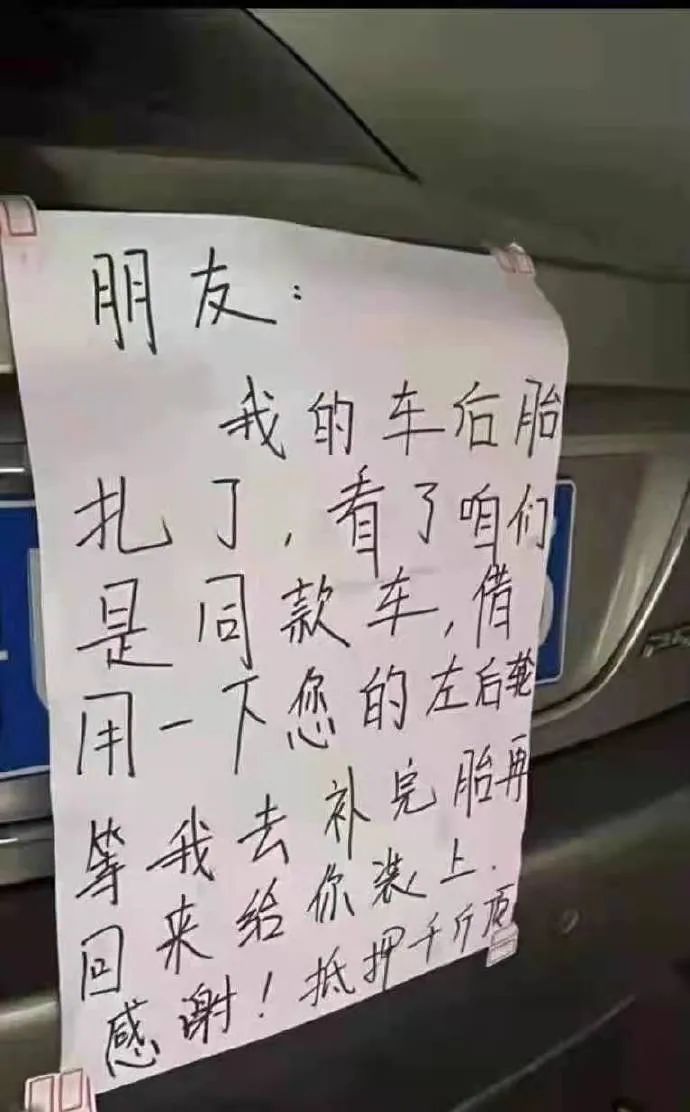 朋友：
我的车后胎
扎了，看了咱们
是同款车，借
用一下您的左后轮
等我去补完胎再
回来给你装上.
感谢！抵押千斤顶